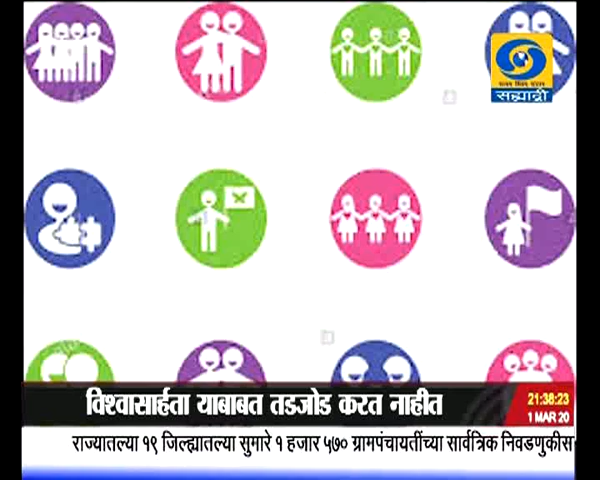 सह्याद्री
विश्वासार्हता याबाबत तडजोड करत नाहीत
21:38:23
1 MAR 20
राज्यातल्या १९ जिल्ह्यातल्या सुमारे १ हजार ५७० ग्रामपंचायतींच्या सार्वत्रिक निवडणुकीस